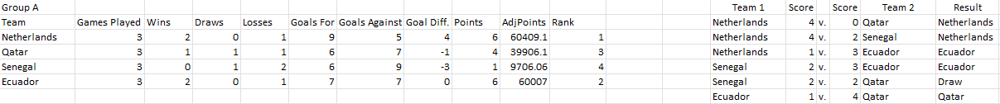 Group A Team 1 Score Score Team 2 Result
Team Games Played Wins Draws Losses Goals For Goals Against Goal Diff. Points AdjPoints Rank Netherlands 4 v. 0 Qatar Netherlands
Netherlands 3 2 0 1 9 5 4 6 60409.1 1 Netherlands 4 v. 2 Senegal Netherlands
Qatar 3 1 1 1 6 7 -1 4 39906.1 3 Netherlands 1 v. 3 Ecuador Ecuador
Senegal 3 0 1 2 6 9 -3 1 9706.06 4 Senegal 2 v. 3 Ecuador Ecuador
Ecuador 3 2 0 1 7 7 0 6 60007 2 Senegal 2 v. 2 Qatar Draw
Ecuador 1 v. 4 Qatar Qatar